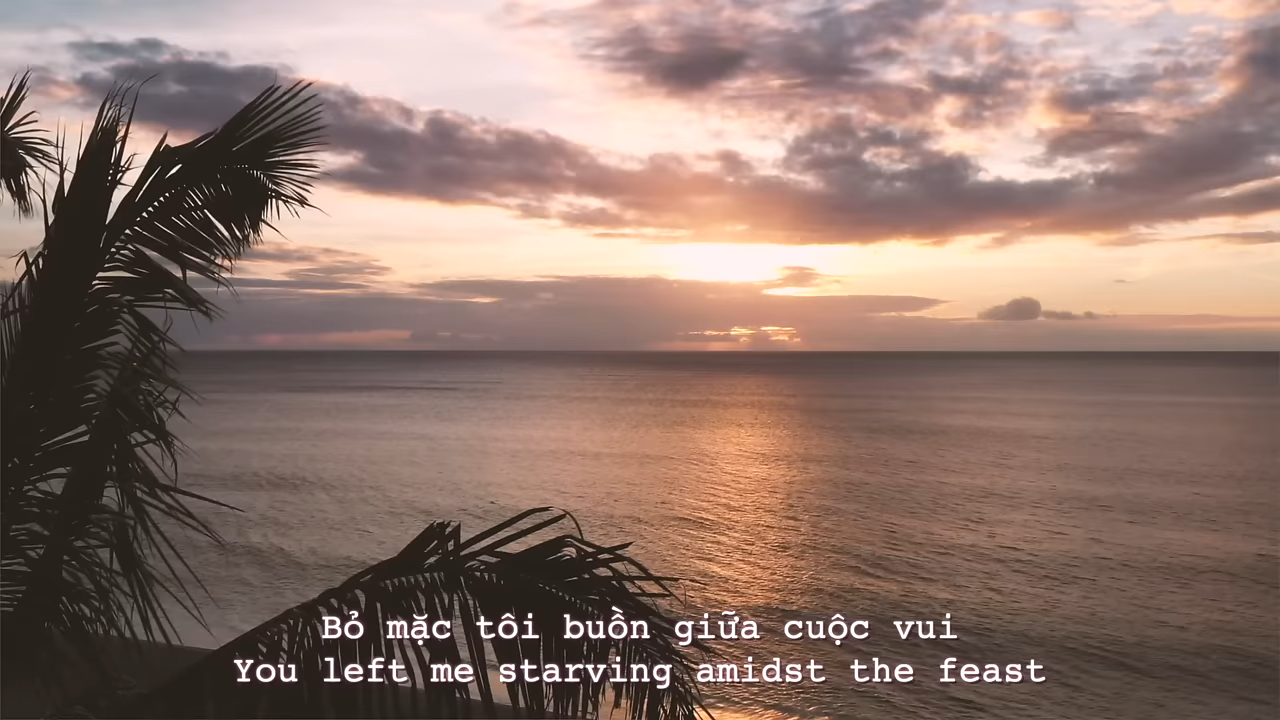 Bỏ mặc tôi buồn giữa cuộc vui
You left me starving amidst the feast